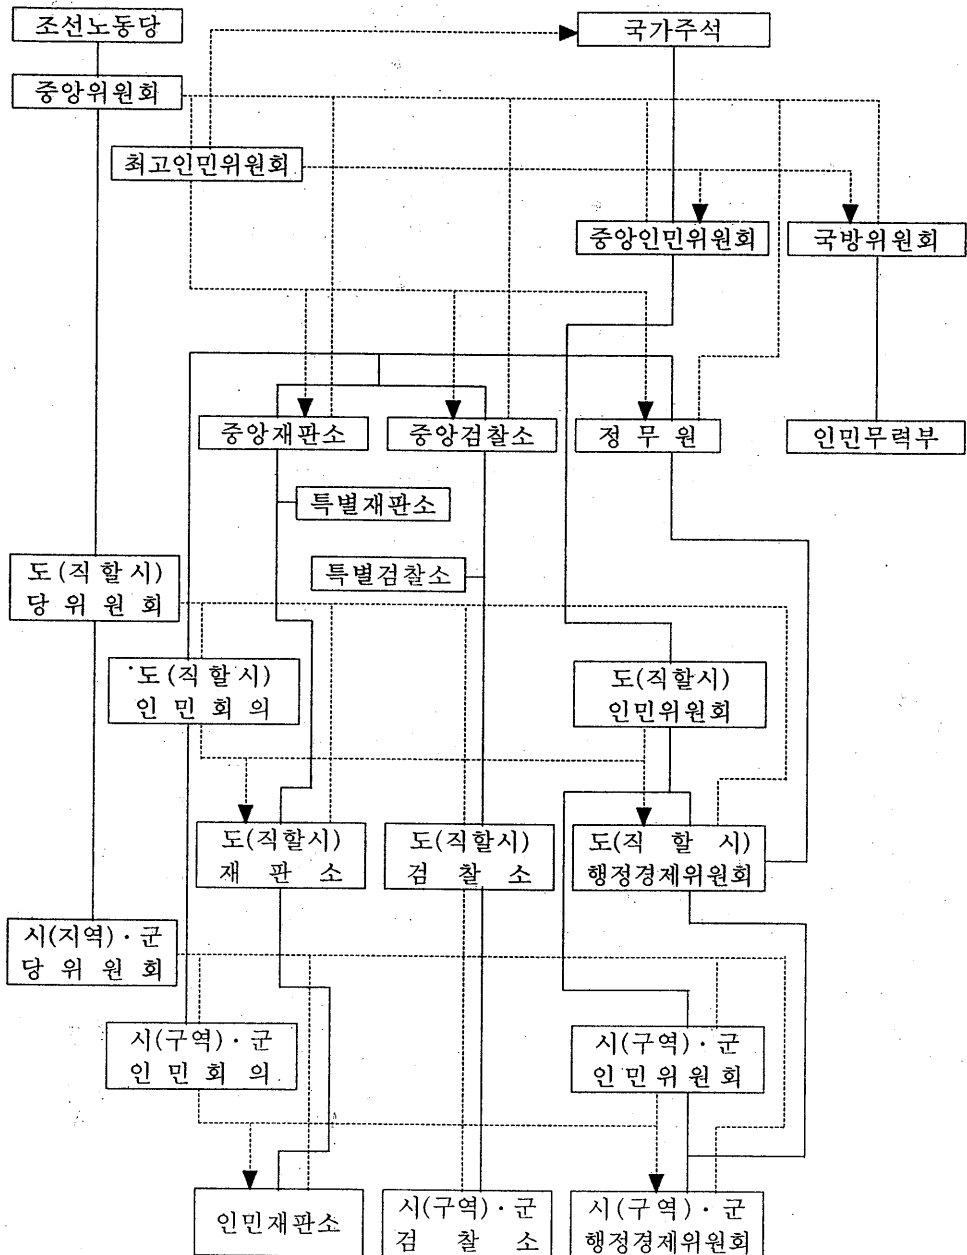 조선노동당
국가주석
중앙위원회
최고인민위원회
중앙인민위원회
국방위원회
중앙재판소
중앙검찰소
정 무 원
인민무력부
특별재판소
특별검찰소
도(직할시)
당 위 원 회
도(직할시)
인 민 회 의
도(직할시)
인민위원회
도(직할시)
재 판 소
도(직할시)
검 찰 소
도(직 할 시)
행정경제위원회
시(지역)·군
당 위 원 회
시(구역)·군
인 민 회 의
시(구역)·군
인 민 위 원 회
인민재판소
시(구역)·군
검 찰 소
시(구 역)·군
행정경제위원회